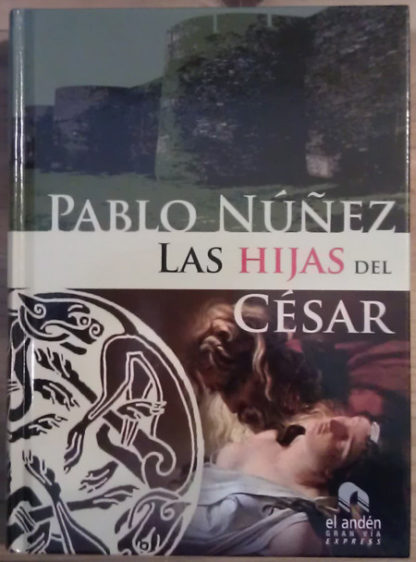 PABLO NÚÑEZ
LAS HIJAS DEL
CÉSAR
el andén
GRAN VÍA
EXPRESS